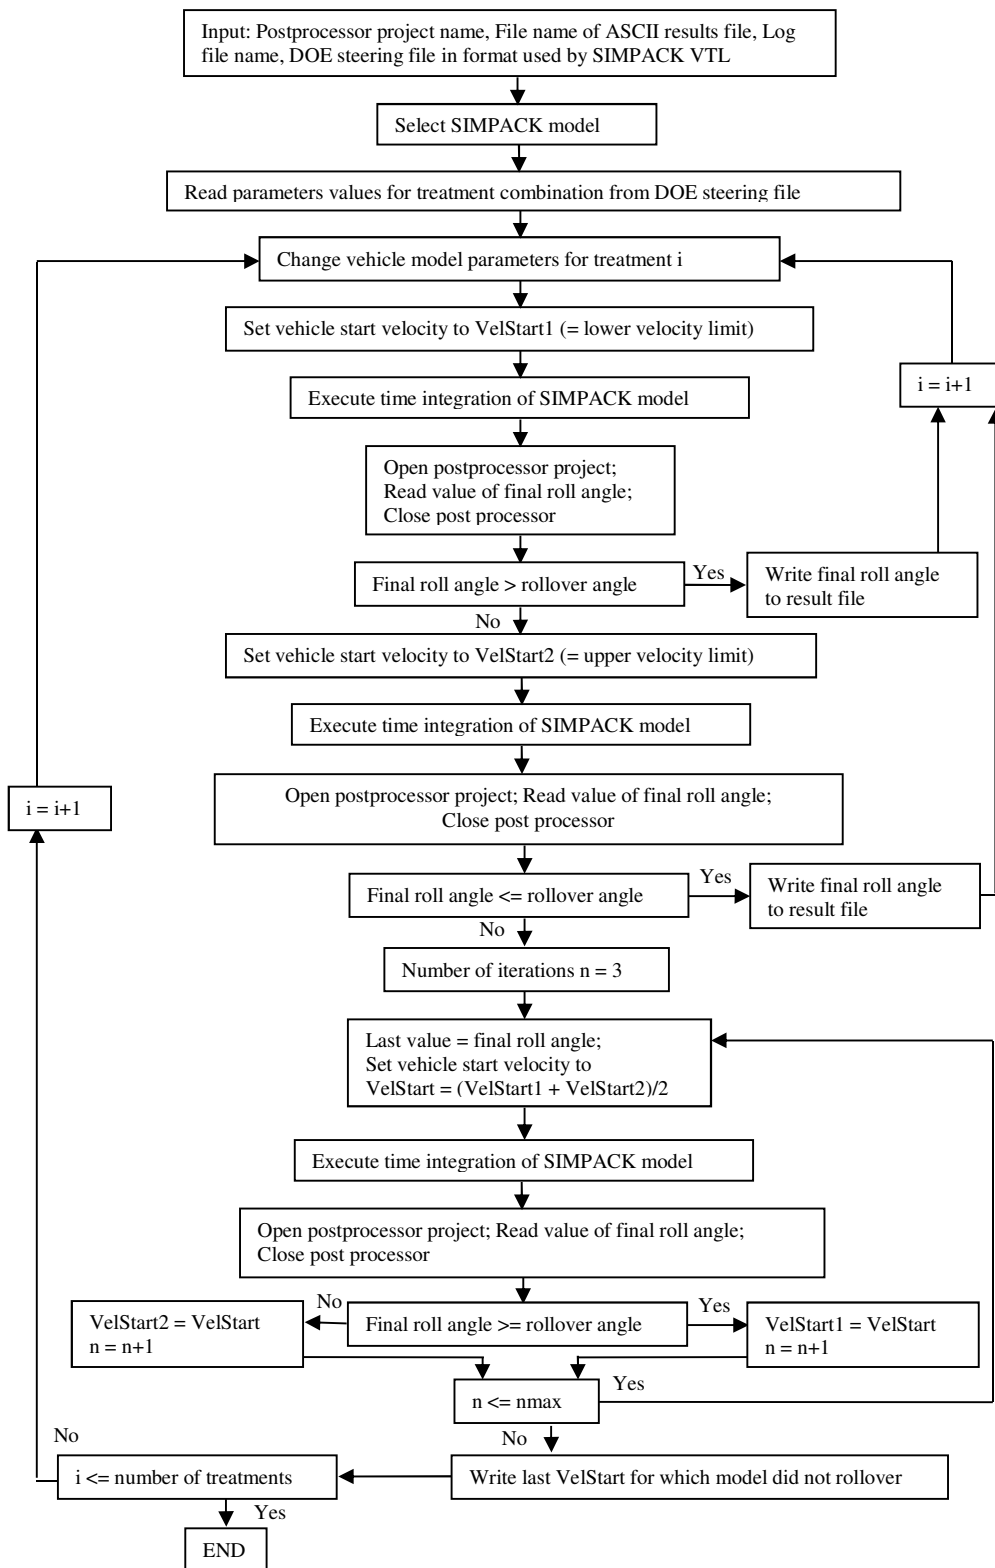 Input: Postprocessor project name, File name of ASCII results file, Log
file name, DOE steering file in format used by SIMPACK VTL
Select SIMPACK model
Read parameters values for treatment combination from DOE steering file
Change vehicle model parameters for treatment i
Set vehicle start velocity to VelStart1 (= lower velocity limit)
i = i+1
Execute time integration of SIMPACK model
Open postprocessor project;
Read value of final roll angle;
Close post processor
Final roll angle > rollover angle
Yes
Write final roll angle
to result file
No
Set vehicle start velocity to VelStart2 (= upper velocity limit)
Execute time integration of SIMPACK model
i = i+1
Open postprocessor project; Read value of final roll angle;
Close post processor
Final roll angle <= rollover angle
Yes
Write final roll angle
to result file
No
Number of iterations n = 3
Last value = final roll angle;
Set vehicle start velocity to
VelStart = (VelStart1 + VelStart2)/2
Execute time integration of SIMPACK model
Open postprocessor project; Read value of final roll angle;
Close post processor
VelStart2 = VelStart
n = n+1
No
Final roll angle >= rollover angle
Yes
VelStart1 = VelStart
n = n+1
n <= nmax
Yes
No
No
i <= number of treatments
Write last VelStart for which model did not rollover
Yes
END